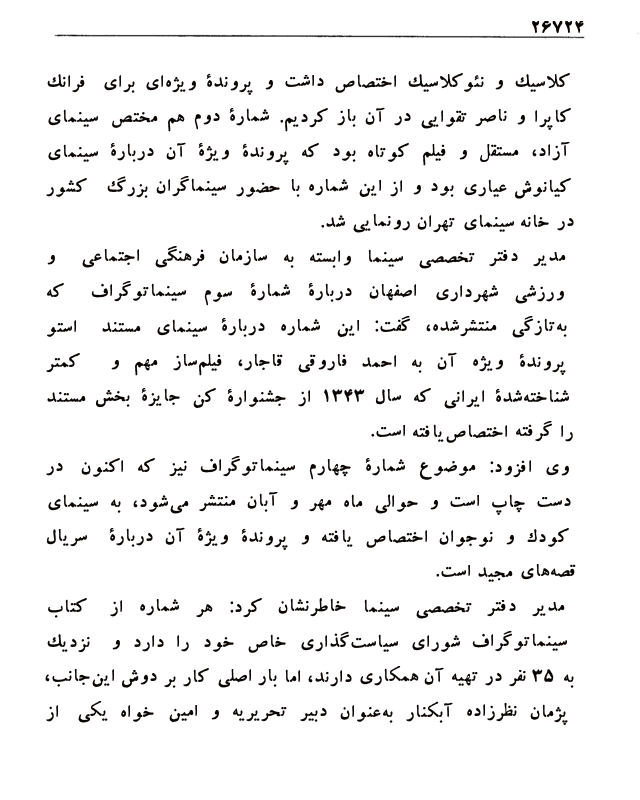 ۲۶۷۲۴
کلاسیك و نئوکلاسیك اختصاص داشت و پروندهٔ ویژه‌ای برای فرانك
کاپرا و ناصر تقوایی در آن باز کردیم. شمارهٔ دوم هم مختص سینمای
آزاد، مستقل و فیلم کوتاه بود که پروندهٔ ویژهٔ آن دربارهٔ سینمای
کیانوش عیاری بود و از این شماره با حضور سینماگران بزرگ کشور
در خانه سینمای تهران رونمایی شد.
مدیر دفتر تخصصی سینما وابسته به سازمان فرهنگی اجتماعی و
ورزشی شهرداری اصفهان دربارهٔ شمارهٔ سوم سینماتوگراف که
به‌تازگی منتشرشده، گفت: این شماره دربارهٔ سینمای مستند استو
پروندهٔ ویژه آن به احمد فاروقی قاجار، فیلم‌ساز مهم و کمتر
شناخته‌شدهٔ ایرانی که سال ۱۳۴۳ از جشنوارهٔ کن جایزهٔ بخش مستند
را گرفته اختصاص‌یافته است.
وی افزود: موضوع شمارهٔ چهارم سینماتوگراف نیز که اکنون در
دست چاپ است و حوالی ماه مهر و آبان منتشر می‌شود، به سینمای
کودك و نوجوان اختصاص یافته و پروندهٔ ویژهٔ آن دربارهٔ سریال
قصه‌های مجید است.
مدیر دفتر تخصصی سینما خاطرنشان کرد: هر شماره از کتاب
سینماتوگراف شورای سیاست‌گذاری خاص خود را دارد و نزدیك
به ۳۵ نفر در تهیه آن همکاری دارند، اما بار اصلی کار بر دوش این‌جانب،
پژمان نظرزاده آبکنار به‌عنوان دبیر تحریریه و امین خواه یکی از